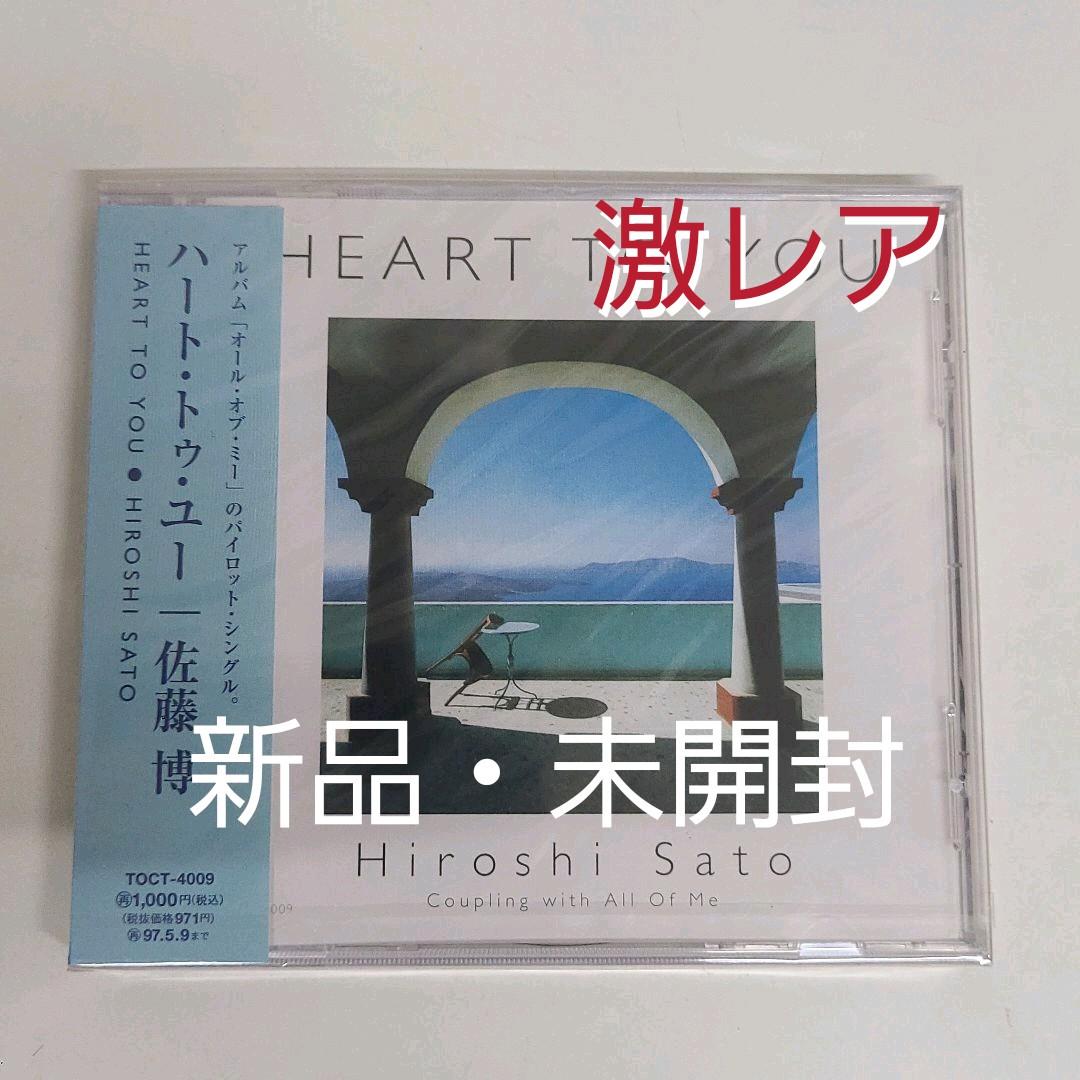 激レア
HEART TO YOU
アルバム「オール・オブ・ミー」のパイロット・シングル。
ハート・トゥ・ユー｜佐藤 博
HEART TO YOU●HIROSHI SATO
新品・未開封
Hiroshi Sato
Coupling with All Of Me
TOCT-4009
再1,000円(税込)
(税抜価格971円)
再97.5.9まで
009